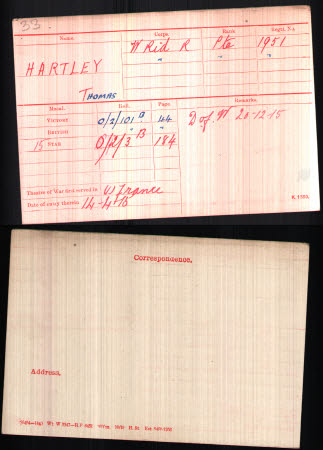 33.
Name. Corps. Rank Regtl. No.
HARTLEY W Rid R Pte 1951
" " "
Thomas
Medal. Roll. Page. Remarks.
VICTORY O/2/101 B 44 D of W 20-12-15
BRITISH " "
15 STAR O/2/3 B 184
Theatre of War first served in (1) France
Date of entry therein 14-4-15
K. 1380.
Correspondence.
Address.